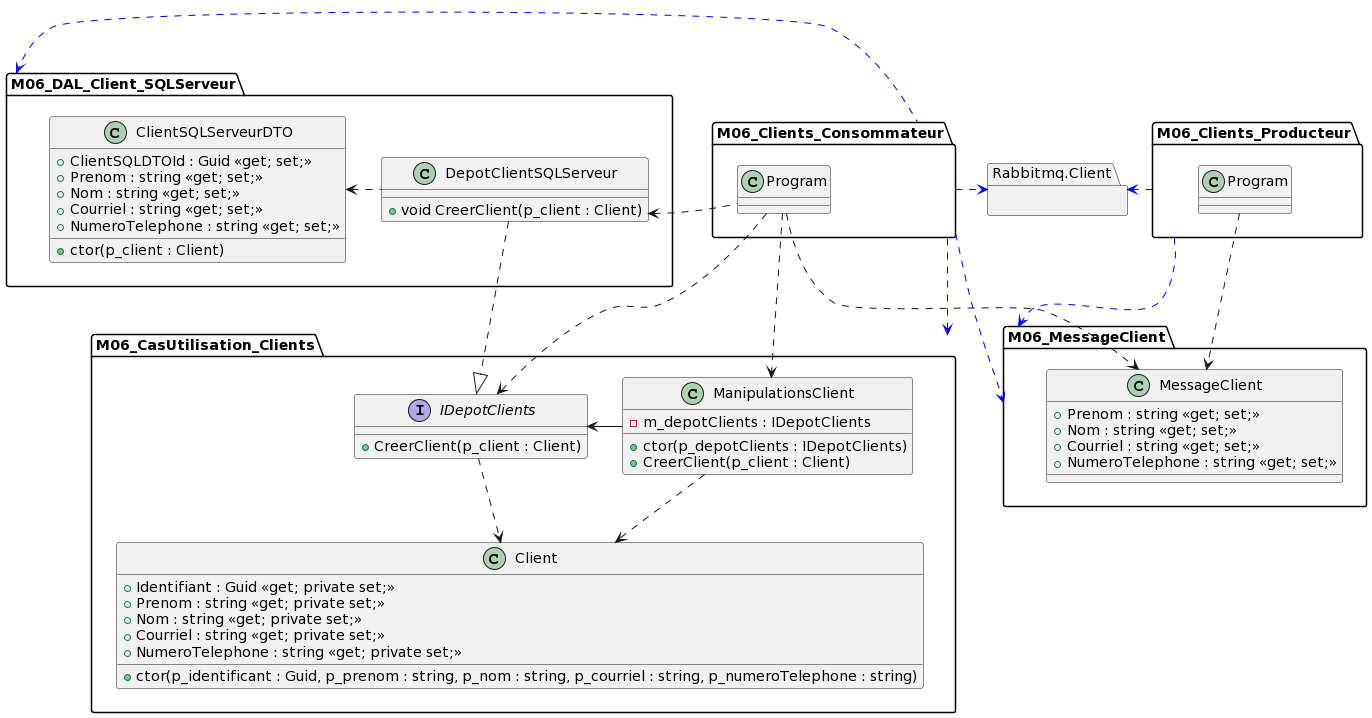 M06_DAL_Client_SQLServeur
C ClientSQLServeurDTO
ClientSQLDTOId : Guid «get; set;»
Prenom : string «get; set;»
Nom : string «get; set;»
Courriel : string «get; set;»
NumeroTelephone : string «get; set;»
ctor(p_client : Client)
C DepotClientSQLServeur
void CreerClient(p_client : Client)
M06_Clients_Consommateur
C Program
Rabbitmq.Client
M06_Clients_Producteur
C Program
M06_CasUtilisation_Clients
I IDepotClients
CreerClient(p_client : Client)
C ManipulationsClient
m_depotClients : IDepotClients
ctor(p_depotClients : IDepotClients)
CreerClient(p_client : Client)
C Client
Identifiant : Guid «get; private set;»
Prenom : string «get; private set;»
Nom : string «get; private set;»
Courriel : string «get; private set;»
NumeroTelephone : string «get; private set;»
ctor(p_identificant : Guid, p_prenom : string, p_nom : string, p_courriel : string, p_numeroTelephone : string)
M06_MessageClient
C MessageClient
Prenom : string «get; set;»
Nom : string «get; set;»
Courriel : string «get; set;»
NumeroTelephone : string «get; set;»